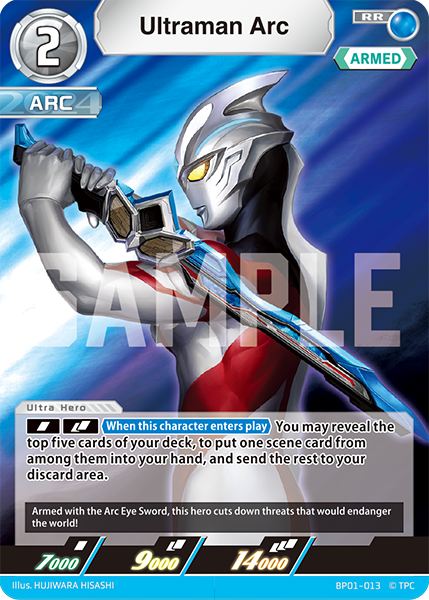 2
Ultraman Arc
RR
ARMED
ARC
SAMPLE
Ultra Hero
When this character enters play You may reveal the
top five cards of your deck, to put one scene card from
among them into your hand, and send the rest to your
discard area.
Armed with the Arc Eye Sword, this hero cuts down threats that would endanger
the world!
7000 9000 14000
Illus. HUJIWARA HISASHI BP01-013 © TPC